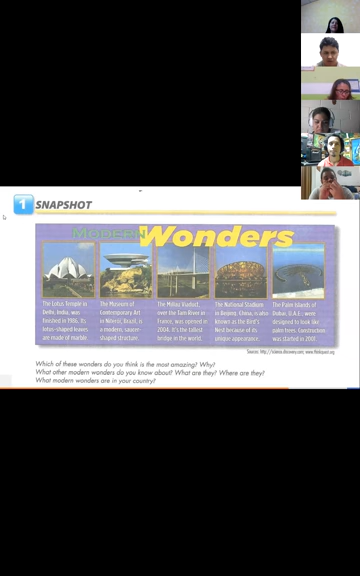 1 SNAPSHOT
MODERN Wonders
The Lotus Temple in
Delhi, India, was
finished in 1986. Its
lotus-shaped leaves
are made of marble.
The Museum of
Contemporary Art
in Niterói, Brazil, is
a modern, saucer-
shaped structure.
The Millau Viaduct,
over the Tarn River in
France, was opened in
2004. It's the tallest
bridge in the world.
The National Stadium
in Beijing, China, is also
known as the Bird's
Nest because of its
unique appearance.
The Palm Islands of
Dubai, U.A.E., were
designed to look like
palm trees. Construction
was started in 2001.
Which of these wonders do you think is the most amazing? Why?
What other modern wonders do you know about? What are they? Where are they?
What modern wonders are in your country?